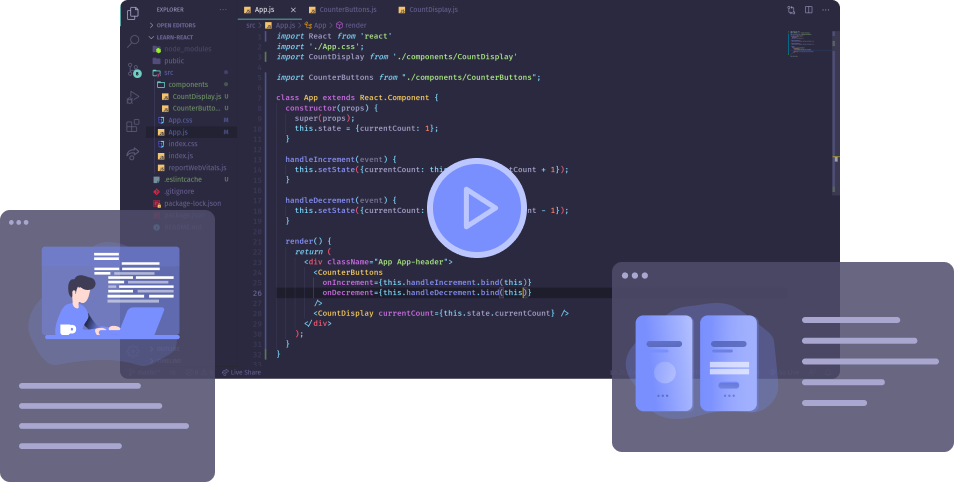 EXPLORER
App.js
CounterButtons.js
CountDisplay.js
src > App.js > App > render
OPEN EDITORS
LEARN-REACT
node_modules
public
src
components
CountDisplay.js U
CounterButto... U
App.css M
App.js M
index.css
index.js
reportWebVitals.js
.eslintcache U
.gitignore
package-lock.json
import React from 'react'
import './App.css';
import CountDisplay from './components/CountDisplay'
import CounterButtons from "./components/CounterButtons";
class App extends React.Component {
constructor(props) {
super(props);
this.state = {currentCount: 1};
}
handleIncrement(event) {
this.setState({currentCount: this. Count + 1});
}
handleDecrement(event) {
this.setState({currentCount: nt - 1});
}
render() {
return (
<div className="App App-header">
<CounterButtons
onIncrement={this.handleIncrement.bind(this)}
26 onDecrement={this.handleDecrement.bind(this)}
/>
<CountDisplay currentCount={this.state.currentCount} />
</div>
);
}
}
Live Share